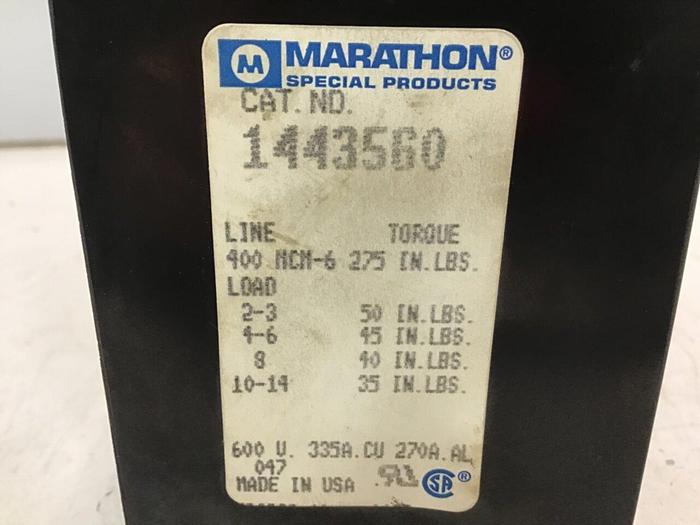 M MARATHON®
SPECIAL PRODUCTS
CAT.NO.
1443560
LINE TORQUE
400 MCM-6 275 IN.LBS.
LOAD
2-3 50 IN.LBS.
4-6 45 IN.LBS.
8 40 IN.LBS.
10-14 35 IN.LBS.
600 V. 335A.CU 270A.AL
047
MADE IN USA SA ®